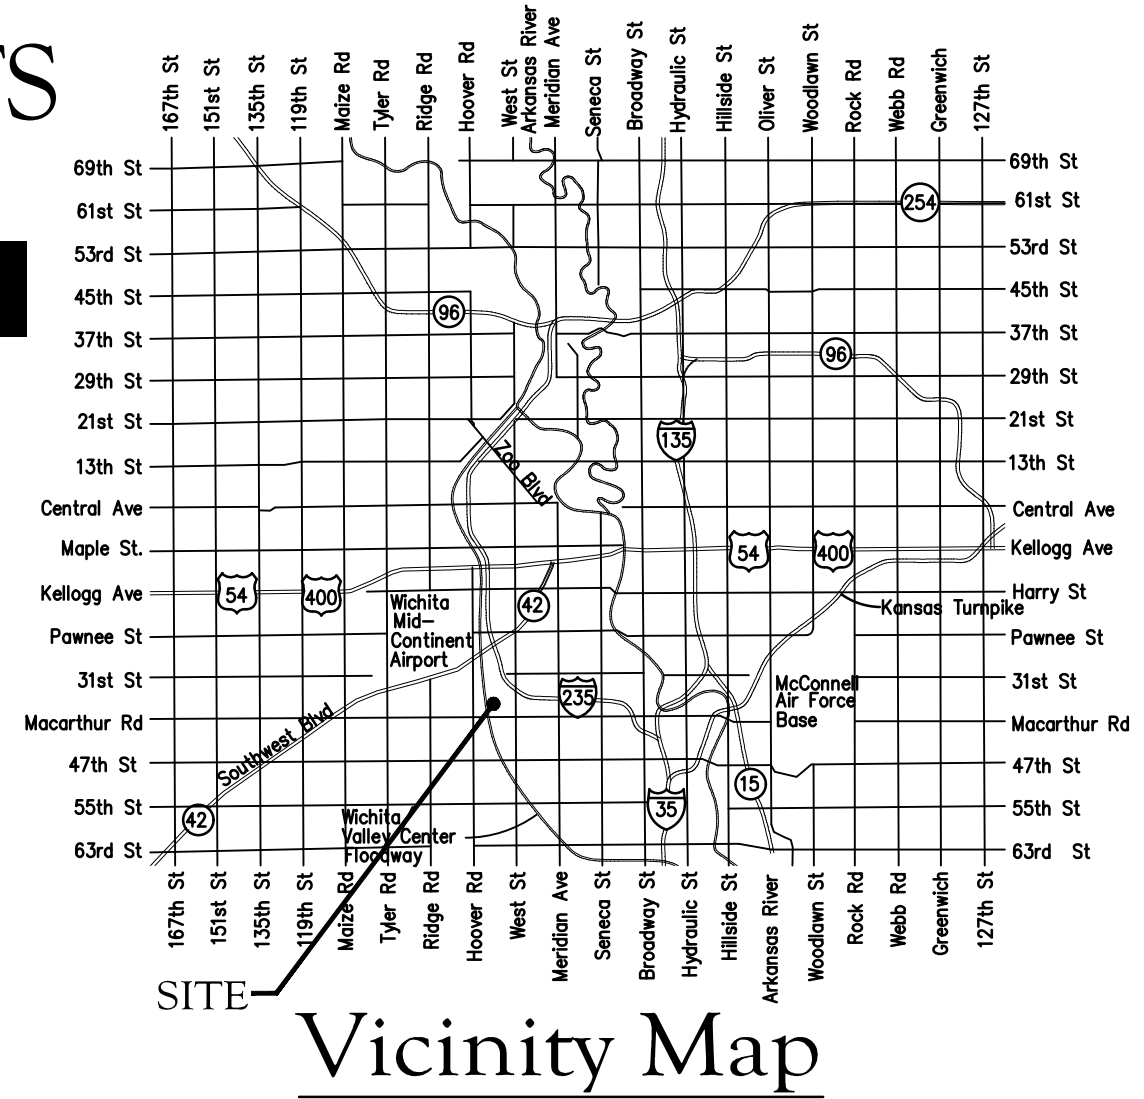 TS
167th St
151st St
135th St
119th St
Maize Rd
Tyler Rd
Ridge Rd
Hoover Rd
West St
Arkansas River
Meridian Ave
Seneca St
Broadway St
Hydraulic St
Hillside St
Oliver St
Woodlawn St
Rock Rd
Webb Rd
Greenwich
127th St
69th St
61st St
53rd St
45th St
37th St
29th St
21st St
13th St
Central Ave
Maple St.
Kellogg Ave
Pawnee St
31st St
Macarthur Rd
47th St
55th St
63rd St
69th St
61st St
53rd St
45th St
37th St
29th St
21st St
13th St
Central Ave
Kellogg Ave
Harry St
Kansas Turnpike
Pawnee St
31st St
Macarthur Rd
47th St
55th St
63rd St
254
96
96
135
Zoo Blvd
54
400
54
400
42
Wichita
Mid-
Continent
Airport
235
McConnell
Air Force
Base
Southwest Blvd
15
35
42
Wichita
Valley Center
Floodway
167th St
151st St
135th St
119th St
Maize Rd
Tyler Rd
Ridge Rd
Hoover Rd
West St
Meridian Ave
Seneca St
Broadway St
Hydraulic St
Hillside St
Arkansas River
Woodlawn St
Rock Rd
Webb Rd
Greenwich
127th St
SITE
Vicinity Map